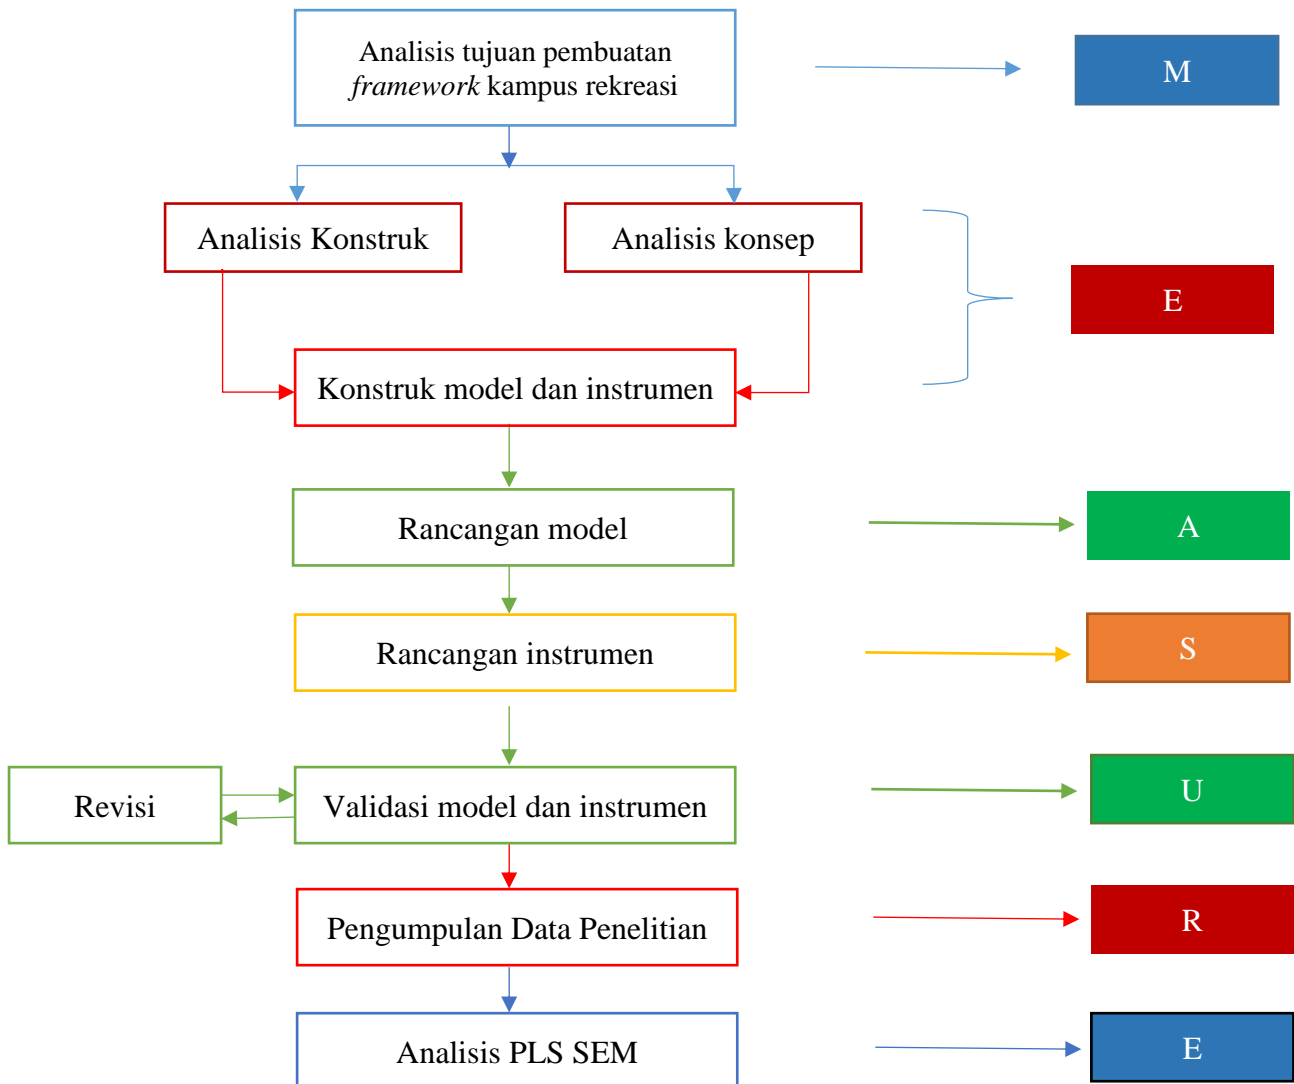 Analisis tujuan pembuatan
framework kampus rekreasi
M
Analisis Konstruk
Analisis konsep
E
Konstruk model dan instrumen
Rancangan model
A
Rancangan instrumen
S
Revisi
Validasi model dan instrumen
U
Pengumpulan Data Penelitian
R
Analisis PLS SEM
E